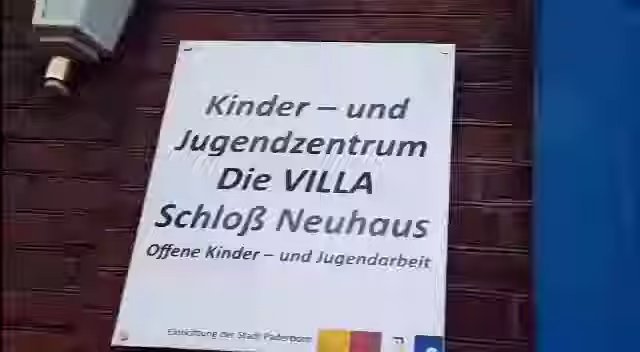 Kinder – und
Jugendzentrum
Die VILLA
Schloß Neuhaus
Offene Kinder – und Jugendarbeit
Einrichtung der Stadt Paderborn